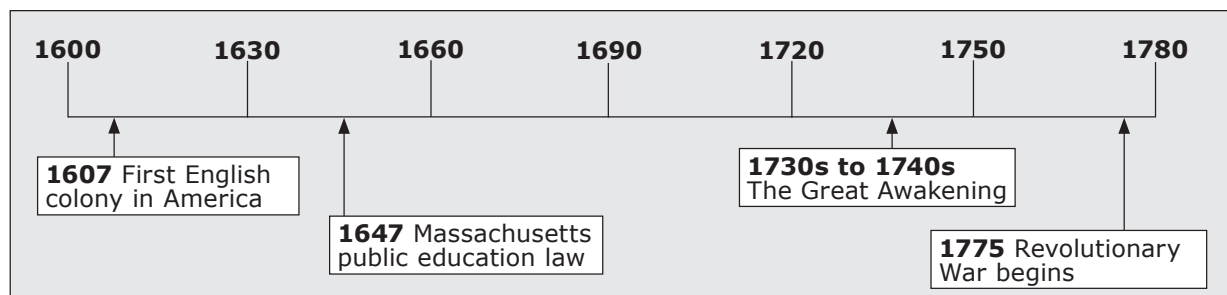 1600 1630 1660 1690 1720 1750 1780
1607 First English
colony in America
1647 Massachusetts
public education law
1730s to 1740s
The Great Awakening
1775 Revolutionary
War begins